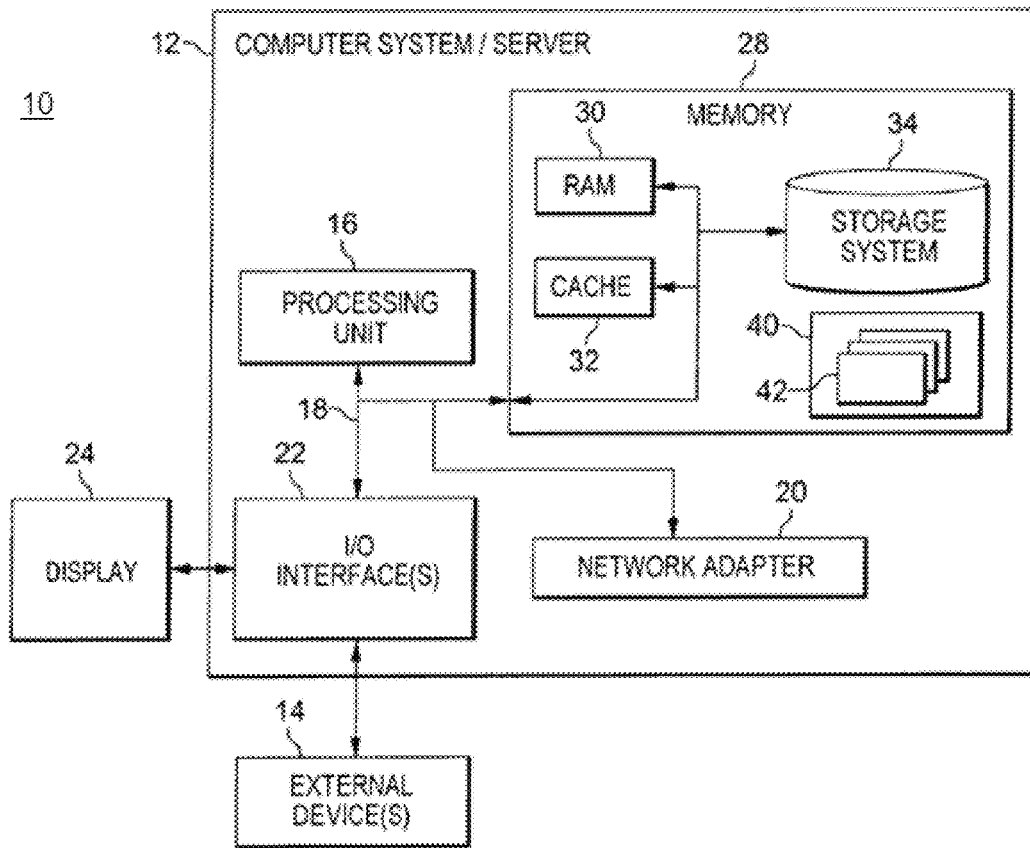 12
COMPUTER SYSTEM / SERVER
28
10
MEMORY
30
34
RAM
STORAGE
SYSTEM
16
PROCESSING
UNIT
CACHE
32
40
42
18
24
22
20
I/O
INTERFACE(S)
DISPLAY
NETWORK ADAPTER
14
EXTERNAL
DEVICE(S)